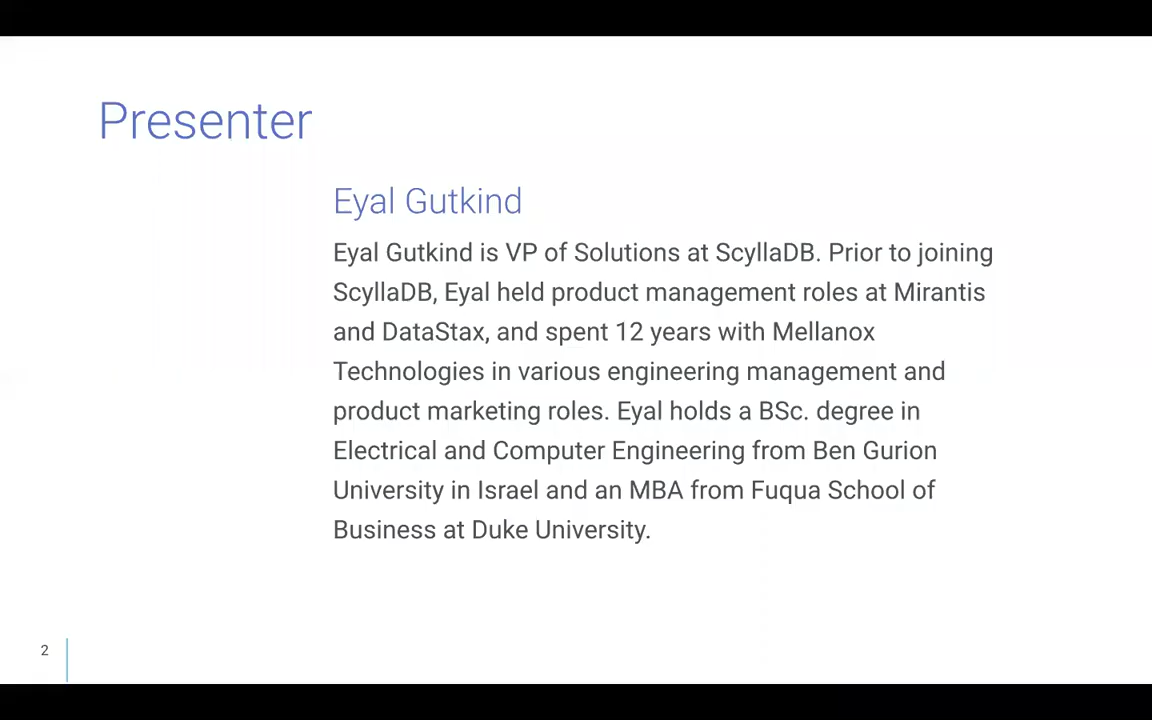 Presenter
Eyal Gutkind
Eyal Gutkind is VP of Solutions at ScyllaDB. Prior to joining
ScyllaDB, Eyal held product management roles at Mirantis
and DataStax, and spent 12 years with Mellanox
Technologies in various engineering management and
product marketing roles. Eyal holds a BSc. degree in
Electrical and Computer Engineering from Ben Gurion
University in Israel and an MBA from Fuqua School of
Business at Duke University.
2